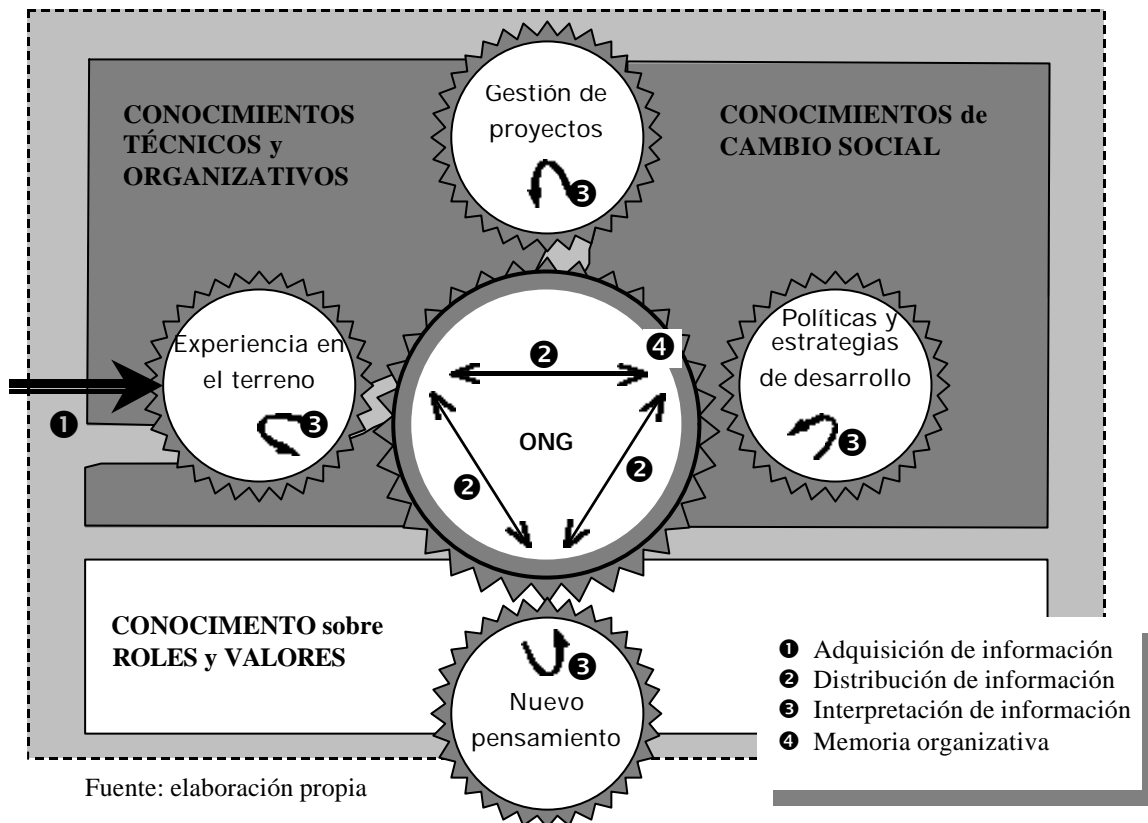 Gestión de
proyectos
❸
CONOCIMIENTOS
TÉCNICOS y
ORGANIZATIVOS
CONOCIMIENTOS de
CAMBIO SOCIAL
Experiencia en
el terreno
❸
❶
❷
❹
ONG
❷
❷
Políticas y
estrategias
de desarrollo
❸
CONOCIMENTO sobre
ROLES y VALORES
❸
Nuevo
pensamiento
❶ Adquisición de información
❷ Distribución de información
❸ Interpretación de información
❹ Memoria organizativa
Fuente: elaboración propia